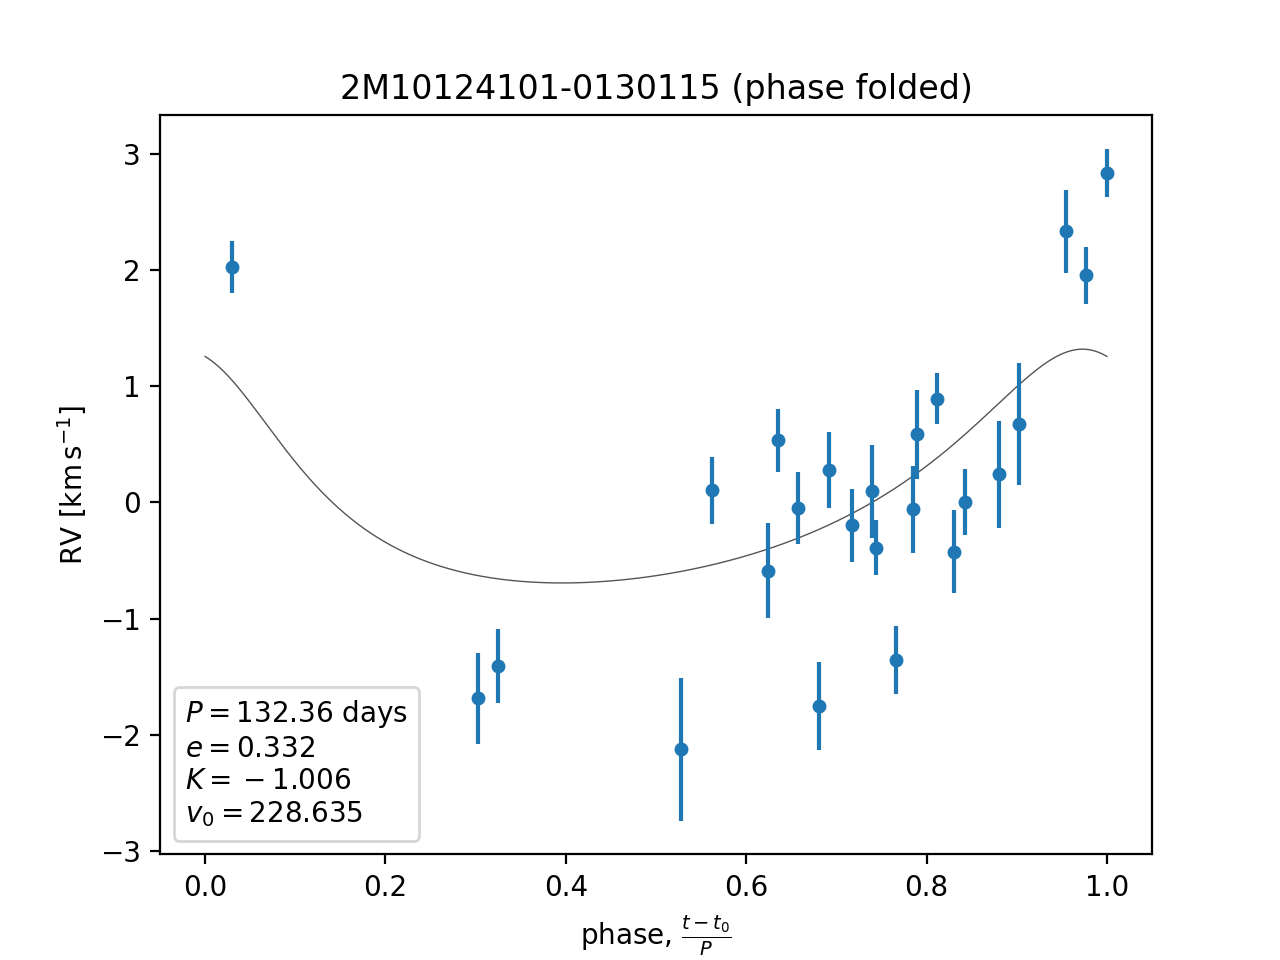 2M10124101-0130115 (phase folded)
3
2
1
0
−1
−2
−3
RV [km s⁻¹]
P = 132.36 days
e = 0.332
K = −1.006
v₀ = 228.635
0.0 0.2 0.4 0.6 0.8 1.0
phase, (t − t₀)/P